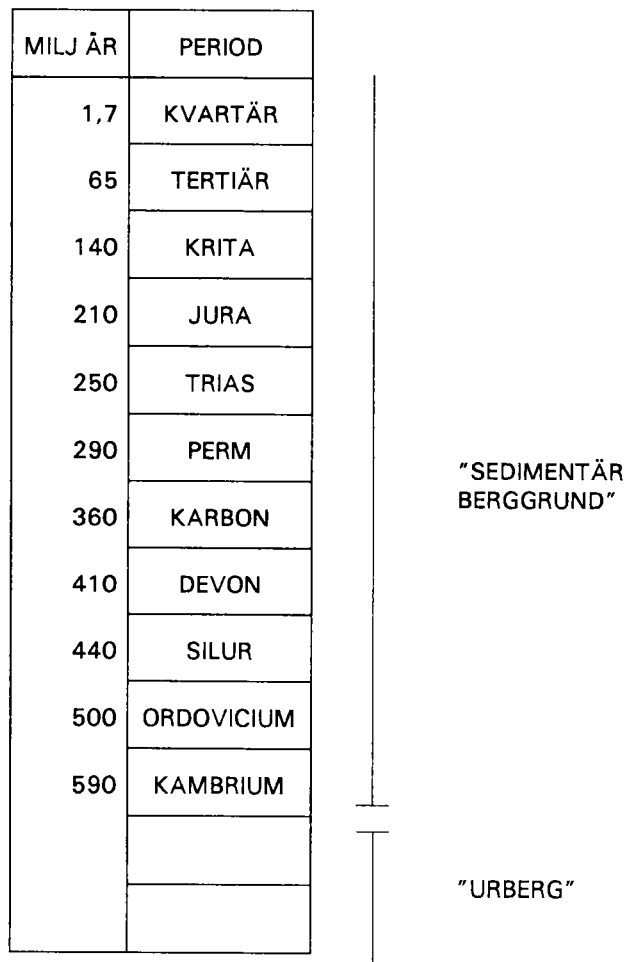 MILJ ÅR PERIOD
1,7 KVARTÄR
65 TERTIÄR
140 KRITA
210 JURA
250 TRIAS
290 PERM
360 KARBON
410 DEVON
440 SILUR
500 ORDOVICIUM
590 KAMBRIUM
"SEDIMENTÄR
BERGGRUND"
"URBERG"